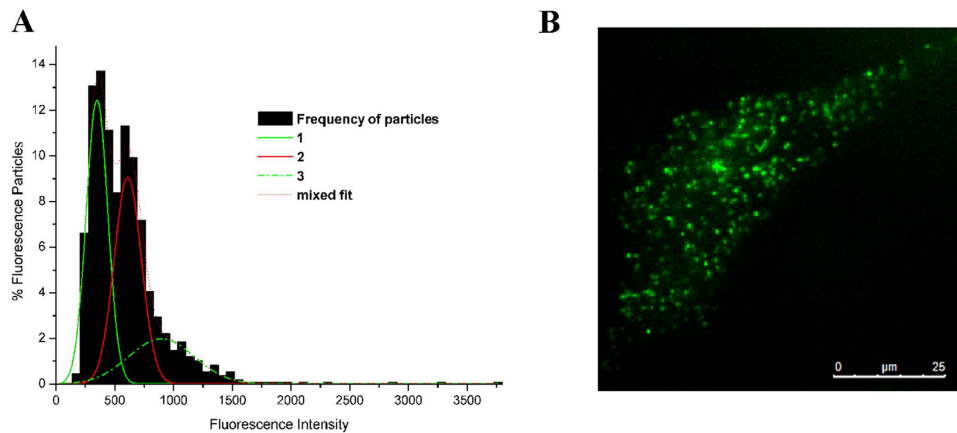 A
B
% Fluorescence Particles
14
12
10
8
6
4
2
0
Frequency of particles
1
2
3
mixed fit
0 500 1000 1500 2000 2500 3000 3500
Fluorescence Intensity
0 µm 25